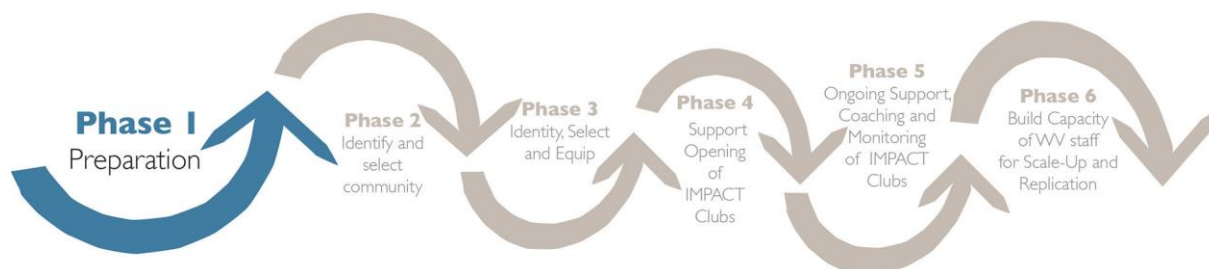 Phase 1
Preparation
Phase 2
Identify and
select
community
Phase 3
Identity, Select
and Equip
Phase 4
Support
Opening
of
IMPACT
Clubs
Phase 5
Ongoing Support,
Coaching and
Monitoring
of IMPACT
Clubs
Phase 6
Build Capacity
of WV staff
for Scale-Up and
Replication